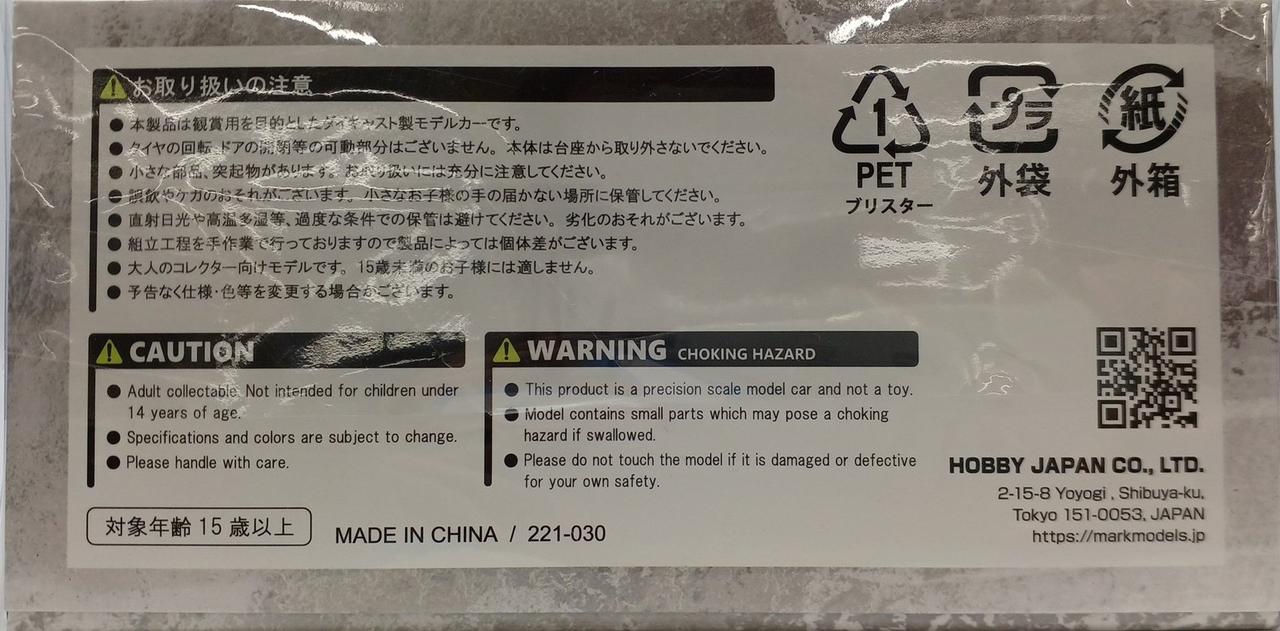 お取り扱いの注意
● 本製品は観賞用を目的としたダイキャスト製モデルカーです。
● タイヤの回転、ドアの開閉等の可動部分はございません。本体は台座から取り外さないでください。
● 小さな部品、突起物があります。お取り扱いには充分に注意してください。
● 誤飲やケガのおそれがございます。小さなお子様の手の届かない場所に保管してください。
● 直射日光や高温多湿等、過度な条件での保管は避けてください。劣化のおそれがございます。
● 組立工程を手作業で行っておりますので製品によっては個体差がございます。
● 大人のコレクター向けモデルです。15歳未満のお子様には適しません。
● 予告なく仕様・色等を変更する場合がございます。
1
PET
ブリスター
プラ
外袋
紙
外箱
CAUTION
● Adult collectable. Not intended for children under
14 years of age.
● Specifications and colors are subject to change.
● Please handle with care.
WARNING CHOKING HAZARD
● This product is a precision scale model car and not a toy.
● Model contains small parts which may pose a choking
hazard if swallowed.
● Please do not touch the model if it is damaged or defective
for your own safety.
対象年齢 15 歳以上
MADE IN CHINA / 221-030
HOBBY JAPAN CO., LTD.
2-15-8 Yoyogi , Shibuya-ku,
Tokyo 151-0053, JAPAN
https://markmodels.jp